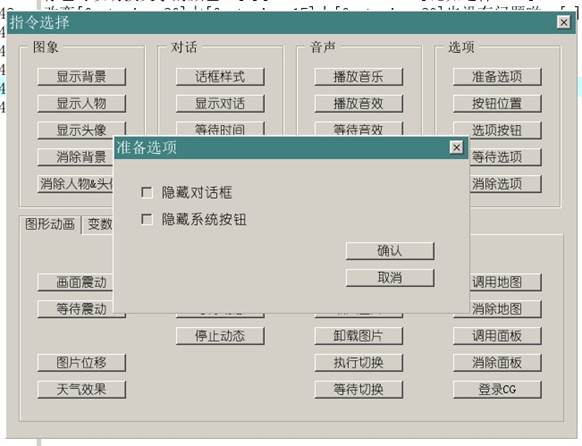 指令选择
图象
对话
音声
选项
显示背景
话框样式
播放音乐
准备选项
显示人物
显示对话
播放音效
按钮位置
显示头像
等待时间
等待音效
选项按钮
消除背景
等待选项
消除人物&头
消除选项
准备选项
隐藏对话框
隐藏系统按钮
确认
取消
图形动画
变数
画面震动
调用地图
等待震动
消除地图
停止动态
卸载图片
调用面板
图片位移
执行切换
消除面板
天气效果
等待切换
登录CG